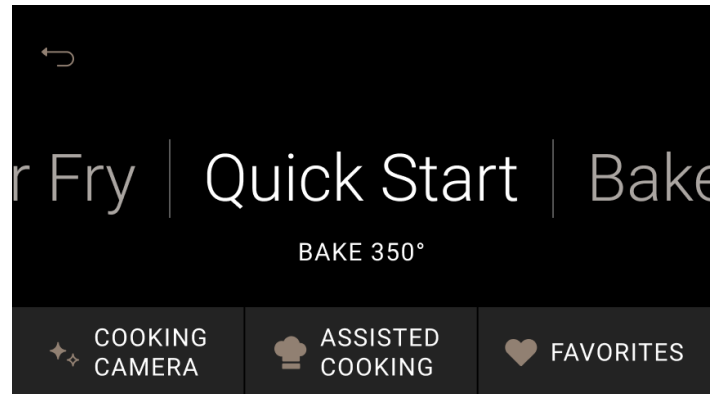 r Fry
Quick Start
Bake
BAKE 350°
COOKING
CAMERA
ASSISTED
COOKING
FAVORITES